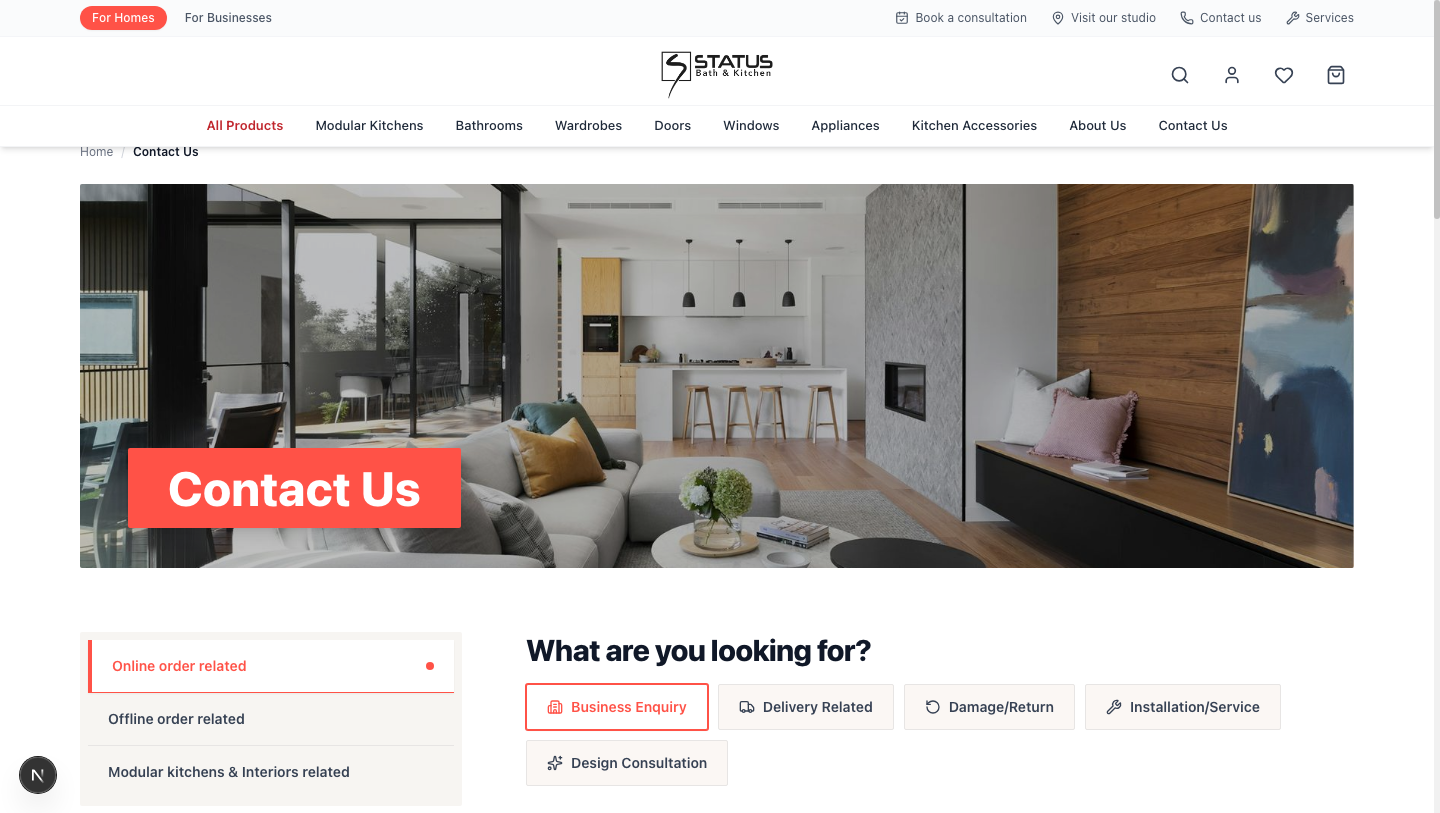 For Homes
For Businesses
Book a consultation
Visit our studio
Contact us
Services
STATUS
Bath & Kitchen
All Products
Modular Kitchens
Bathrooms
Wardrobes
Doors
Windows
Appliances
Kitchen Accessories
About Us
Contact Us
Home / Contact Us
Contact Us
Online order related
Offline order related
Modular kitchens & Interiors related
What are you looking for?
Business Enquiry
Delivery Related
Damage/Return
Installation/Service
Design Consultation
N